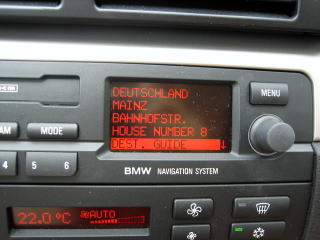 DEUTSCHLAND
MAINZ
BAHNHOFSTR.
HOUSE NUMBER 8
DEST. GUIDE
MENU
AM
MODE
4 5 6
BMW NAVIGATION SYSTEM
22.0 °C AUTO